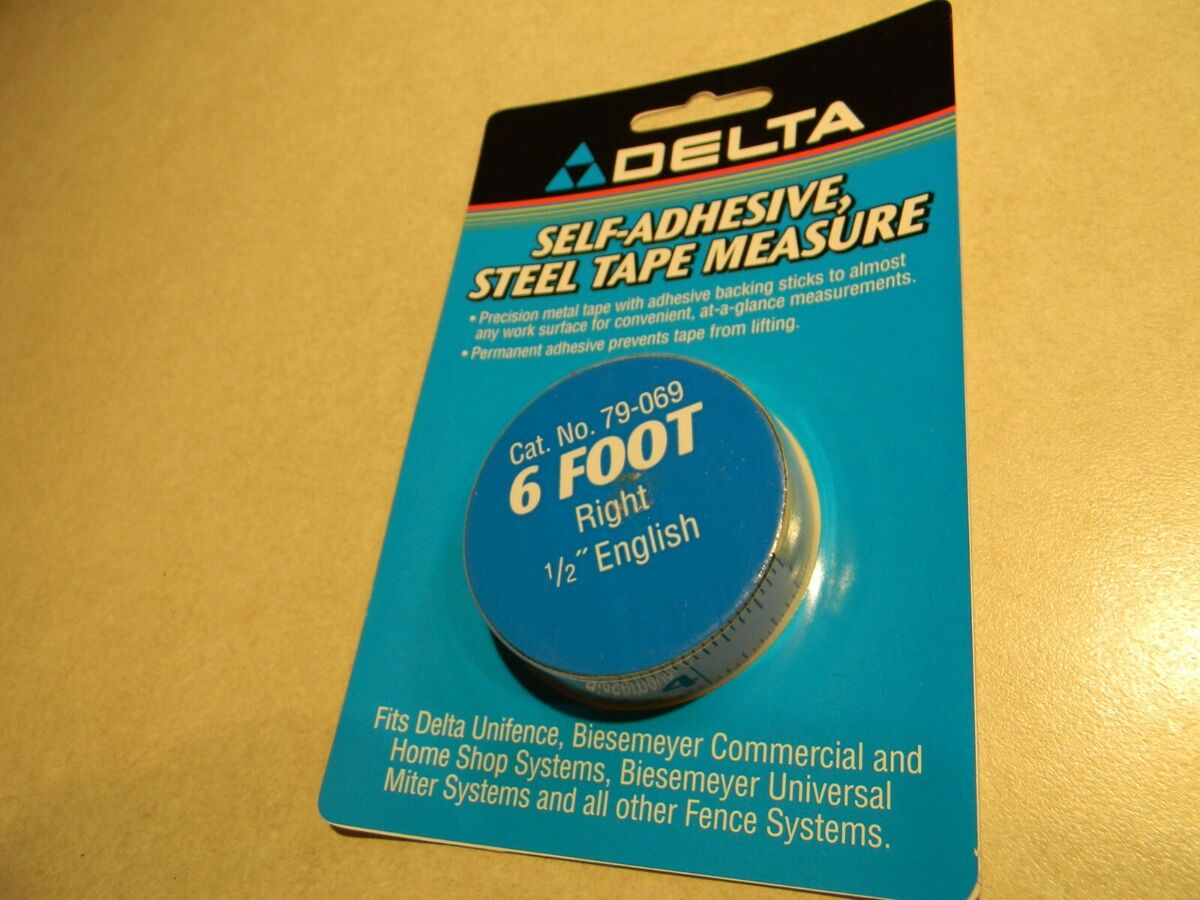 DELTA
SELF-ADHESIVE,
STEEL TAPE MEASURE
• Precision metal tape with adhesive backing sticks to almost
any work surface for convenient, at-a-glance measurements.
• Permanent adhesive prevents tape from lifting.
Cat. No. 79-069
6 FOOT
Right
1/2" English
4
Fits Delta Unifence, Biesemeyer Commercial and
Home Shop Systems, Biesemeyer Universal
Miter Systems and all other Fence Systems.